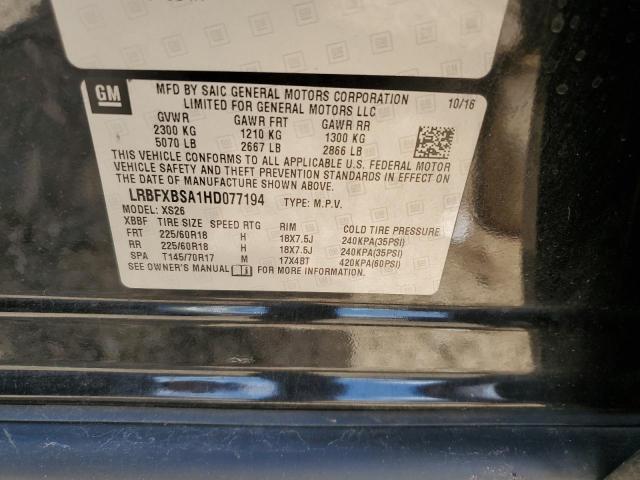 GM
MFD BY SAIC GENERAL MOTORS CORPORATION
LIMITED FOR GENERAL MOTORS LLC 10/16
GVWR GAWR FRT GAWR RR
2300 KG 1210 KG 1300 KG
5070 LB 2667 LB 2866 LB
THIS VEHICLE CONFORMS TO ALL APPLICABLE U.S. FEDERAL MOTOR
VEHICLE SAFETY AND THEFT PREVENTION STANDARDS IN EFFECT
ON THE DATE OF MANUFACTURE SHOWN ABOVE.
LRBFXBSA1HD077194 TYPE: M.P.V.
MODEL: XS26
XBBF TIRE SIZE SPEED RTG RIM COLD TIRE PRESSURE
FRT 225/60R18 H 18X7.5J 240KPA(35PSI)
RR 225/60R18 H 18X7.5J 240KPA(35PSI)
SPA T145/70R17 M 17X4BT 420KPA(60PSI)
SEE OWNER'S MANUAL FOR MORE INFORMATION.